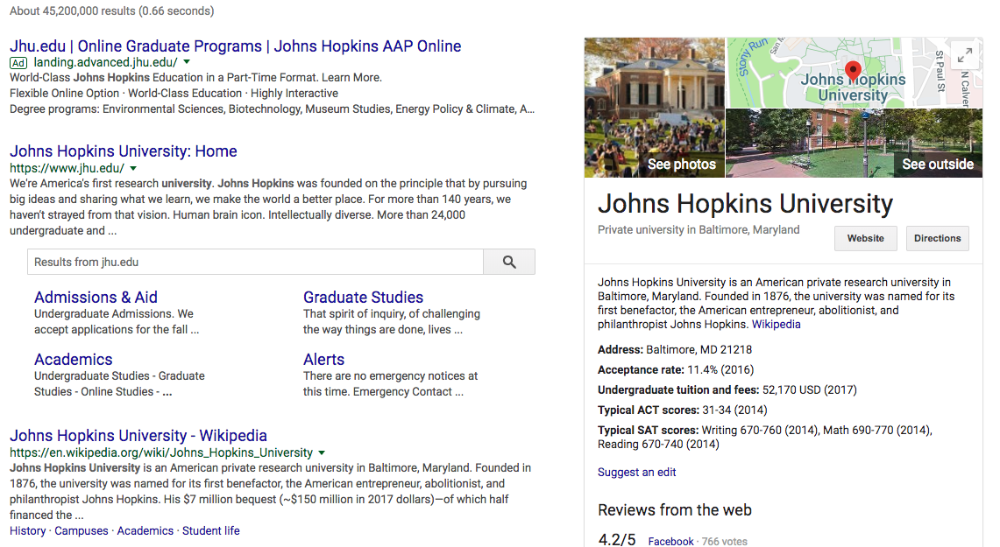 About 45,200,000 results (0.66 seconds)
Jhu.edu | Online Graduate Programs | Johns Hopkins AAP Online
Ad landing.advanced.jhu.edu/
World-Class Johns Hopkins Education in a Part-Time Format. Learn More.
Flexible Online Option · World-Class Education · Highly Interactive
Degree programs: Environmental Sciences, Biotechnology, Museum Studies, Energy Policy & Climate, A...
Johns Hopkins University: Home
https://www.jhu.edu/
We're America's first research university. Johns Hopkins was founded on the principle that by pursuing
big ideas and sharing what we learn, we make the world a better place. For more than 140 years, we
haven't strayed from that vision. Human brain icon. Intellectually diverse. More than 24,000
undergraduate and ...
Results from jhu.edu
Admissions & Aid
Undergraduate Admissions. We
accept applications for the fall ...
Graduate Studies
That spirit of inquiry, of challenging
the way things are done, lives ...
Academics
Undergraduate Studies - Graduate
Studies - Online Studies - ...
Alerts
There are no emergency notices at
this time. Emergency Contact ...
Johns Hopkins University - Wikipedia
https://en.wikipedia.org/wiki/Johns_Hopkins_University
Johns Hopkins University is an American private research university in Baltimore, Maryland. Founded in
1876, the university was named for its first benefactor, the American entrepreneur, abolitionist, and
philanthropist Johns Hopkins. His $7 million bequest (~$150 million in 2017 dollars)—of which half
financed the ...
History · Campuses · Academics · Student life
See photos
Stony Run
San M
Johns Hopkins
University
St Paul St
N Calver
See outside
Johns Hopkins University
Private university in Baltimore, Maryland
Website
Directions
Johns Hopkins University is an American private research university in
Baltimore, Maryland. Founded in 1876, the university was named for its
first benefactor, the American entrepreneur, abolitionist, and
philanthropist Johns Hopkins. Wikipedia
Address: Baltimore, MD 21218
Acceptance rate: 11.4% (2016)
Undergraduate tuition and fees: 52,170 USD (2017)
Typical ACT scores: 31-34 (2014)
Typical SAT scores: Writing 670-760 (2014), Math 690-770 (2014),
Reading 670-740 (2014)
Suggest an edit
Reviews from the web
4.2/5 Facebook · 766 votes